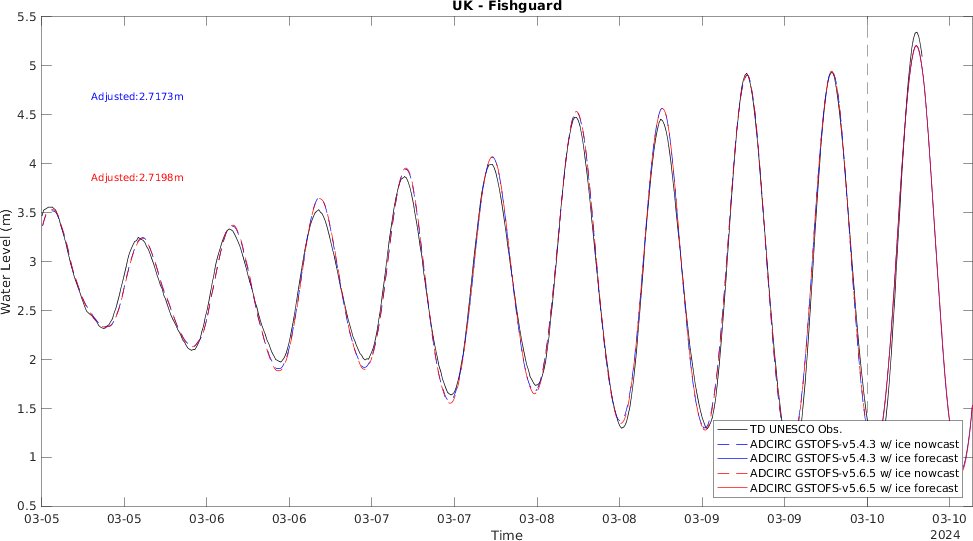 UK - Fishguard
5.5
5
4.5
4
3.5
3
2.5
2
1.5
1
0.5
Water Level (m)
Adjusted:2.7173m
Adjusted:2.7198m
TD UNESCO Obs.
ADCIRC GSTOFS-v5.4.3 w/ ice nowcast
ADCIRC GSTOFS-v5.4.3 w/ ice forecast
ADCIRC GSTOFS-v5.6.5 w/ ice nowcast
ADCIRC GSTOFS-v5.6.5 w/ ice forecast
03-05 03-05 03-06 03-06 03-07 03-07 03-08 03-08 03-09 03-09 03-10 03-10
2024
Time